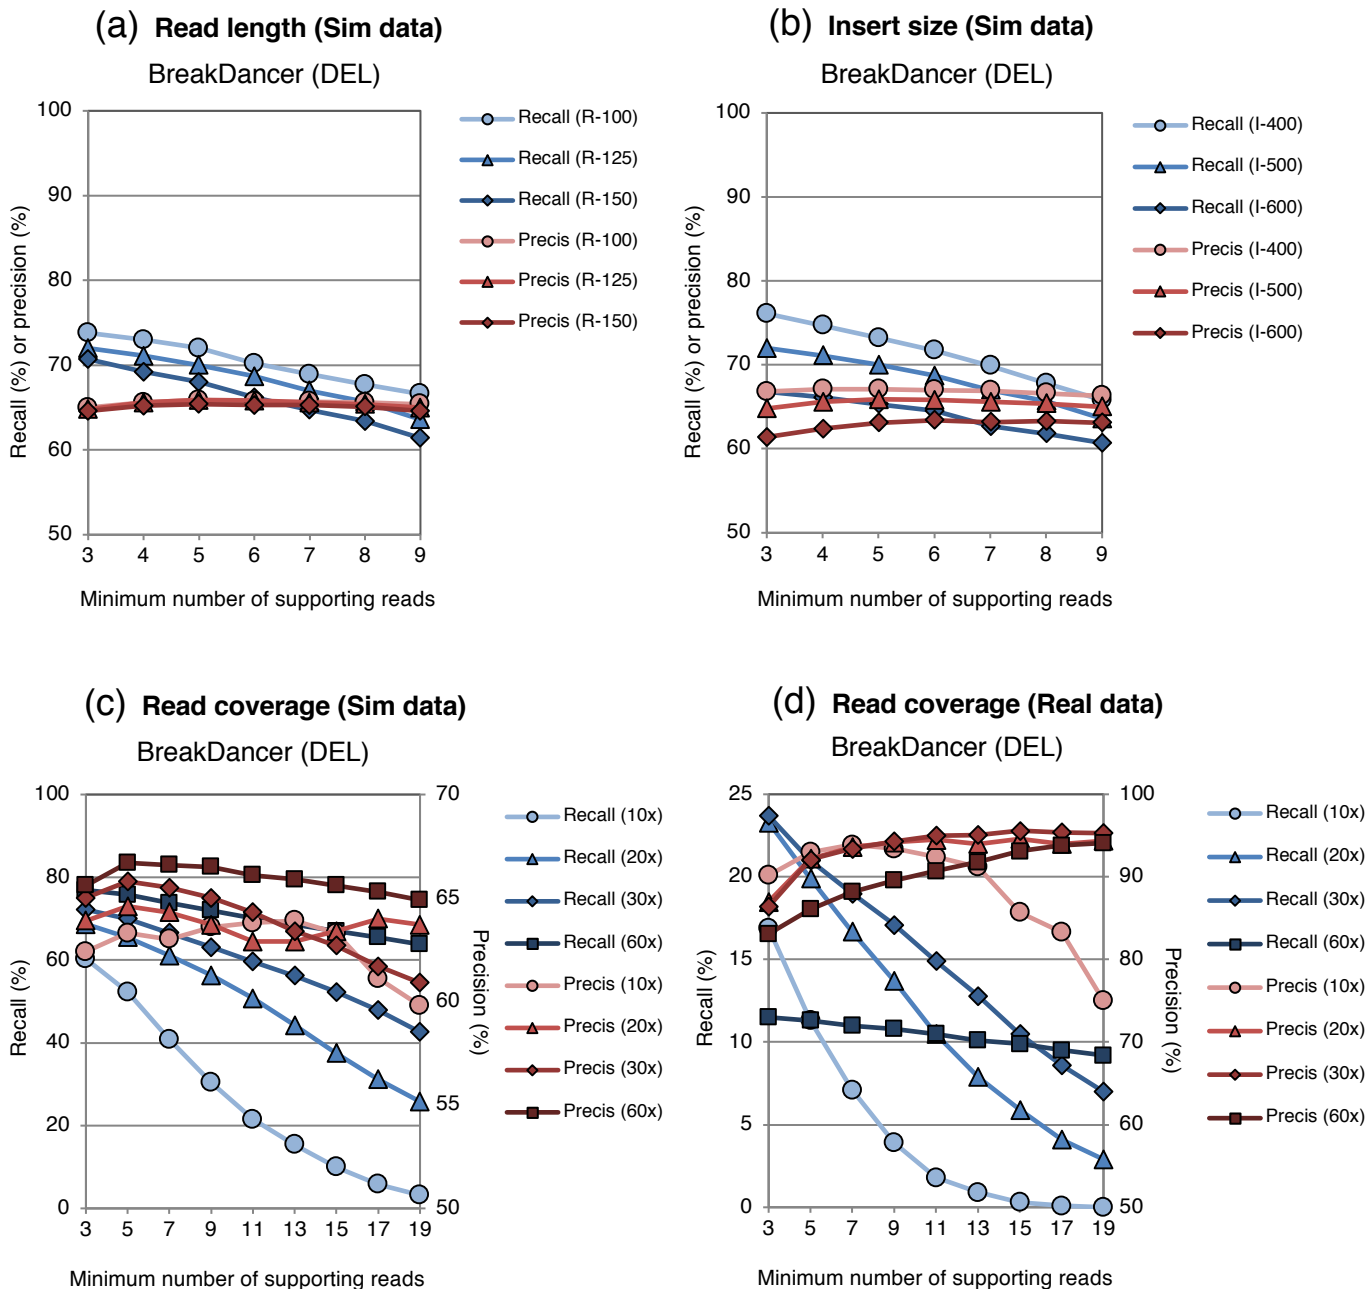 (a) Read length (Sim data)
BreakDancer (DEL)
100
90
80
70
60
50
3 4 5 6 7 8 9
Recall (%) or precision (%)
Minimum number of supporting reads
Recall (R-100)
Recall (R-125)
Recall (R-150)
Precis (R-100)
Precis (R-125)
Precis (R-150)
(b) Insert size (Sim data)
BreakDancer (DEL)
100
90
80
70
60
50
3 4 5 6 7 8 9
Recall (%) or precision (%)
Minimum number of supporting reads
Recall (I-400)
Recall (I-500)
Recall (I-600)
Precis (I-400)
Precis (I-500)
Precis (I-600)
(c) Read coverage (Sim data)
BreakDancer (DEL)
100
80
60
40
20
0
70
65
60
55
50
3 5 7 9 11 13 15 17 19
Recall (%)
Precision (%)
Minimum number of supporting reads
Recall (10x)
Recall (20x)
Recall (30x)
Recall (60x)
Precis (10x)
Precis (20x)
Precis (30x)
Precis (60x)
(d) Read coverage (Real data)
BreakDancer (DEL)
25
20
15
10
5
0
100
90
80
70
60
50
3 5 7 9 11 13 15 17 19
Recall (%)
Precision (%)
Minimum number of supporting reads
Recall (10x)
Recall (20x)
Recall (30x)
Recall (60x)
Precis (10x)
Precis (20x)
Precis (30x)
Precis (60x)